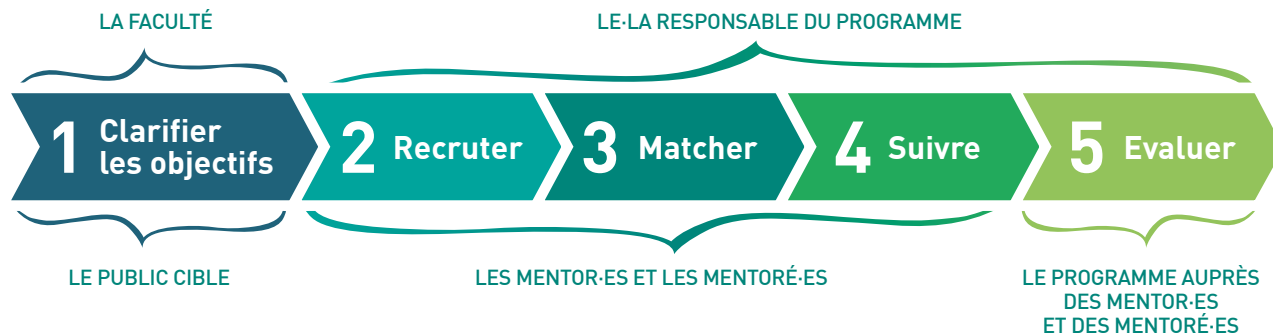 LA FACULTÉ
LE·LA RESPONSABLE DU PROGRAMME
1 Clarifier
les objectifs
2 Recruter
3 Matcher
4 Suivre
5 Evaluer
LE PUBLIC CIBLE
LES MENTOR·ES ET LES MENTORÉ·ES
LE PROGRAMME AUPRÈS
DES MENTOR·ES
ET DES MENTORÉ·ES